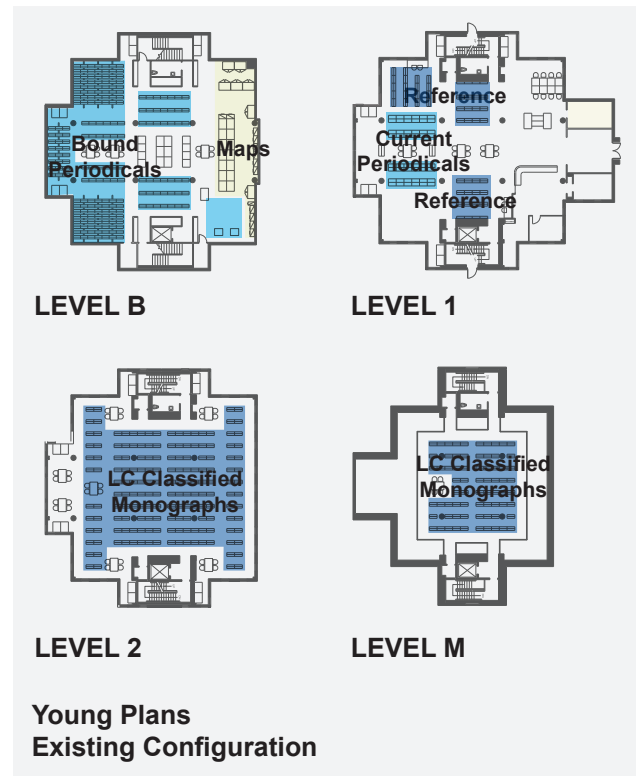 Bound
Periodicals
Maps
Reference
Current
Periodicals
Reference
LEVEL B
LEVEL 1
LC Classified
Monographs
LC Classified
Monographs
LEVEL 2
LEVEL M
Young Plans
Existing Configuration